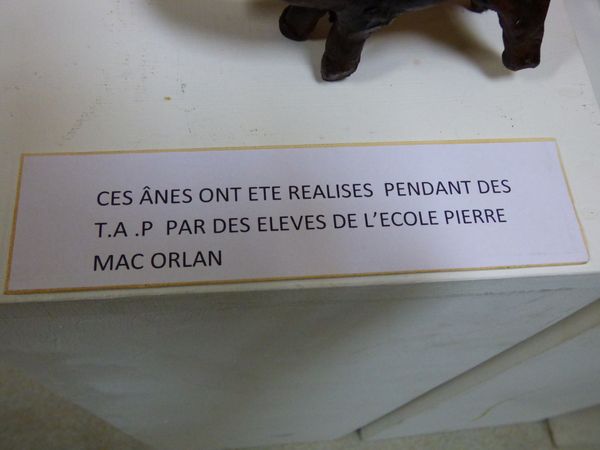 CES ÂNES ONT ETE REALISES PENDANT DES
T.A .P PAR DES ELEVES DE L'ECOLE PIERRE
MAC ORLAN